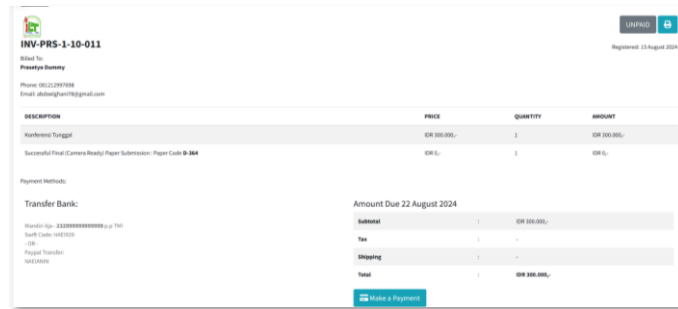 UNPAID
INV-PRS-1-10-011
Registered: 15 August 2024
Billed To:
Prasetyo Dummy
Email:
DESCRIPTION PRICE QUANTITY AMOUNT
Konferensi Tunggal IDR 300.000,- 1 IDR 300.000,-
Successful Final (Camera Ready) Paper Submission: Paper Code D-364 IDR 0,- 1 IDR 0,-
Payment Methods:
Transfer Bank:
Swift Code:
- OR -
Paypal Transfer:
Amount Due 22 August 2024
Subtotal : IDR 300.000,-
Tax : -
Shipping : -
Total : IDR 300.000,-
Make a Payment